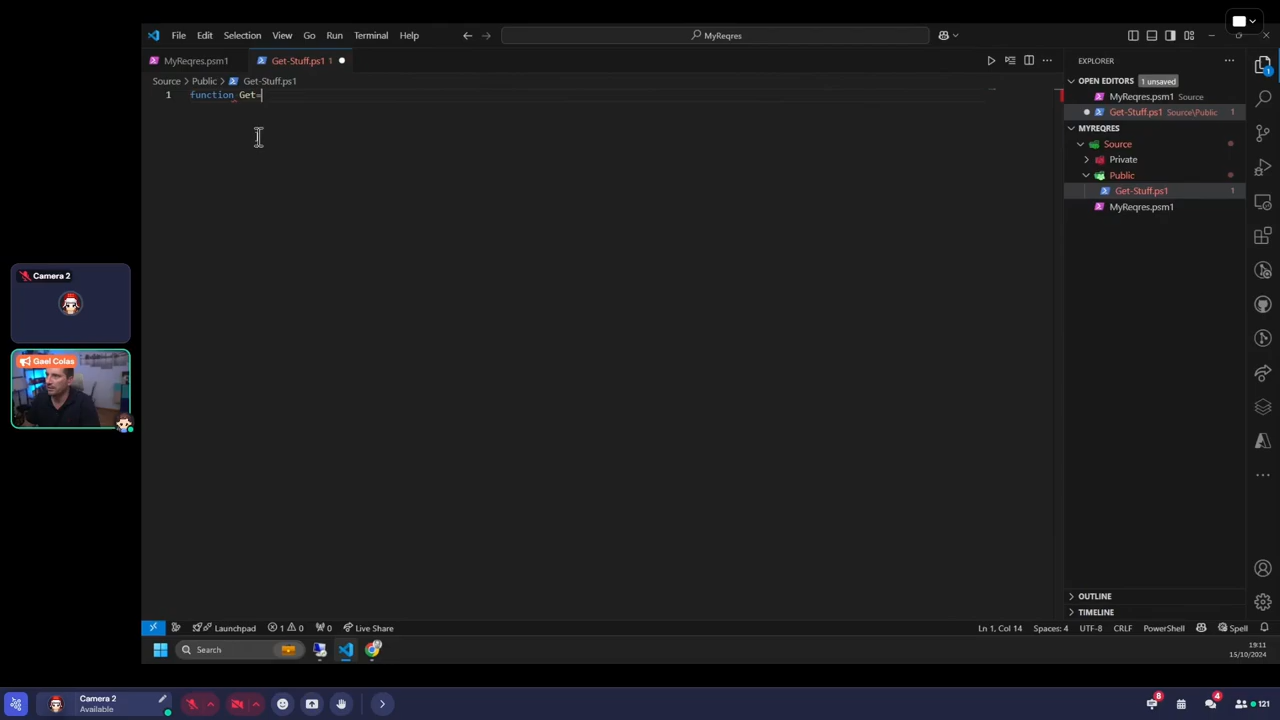 File Edit Selection View Go Run Terminal Help
MyReqres
MyReqres.psm1
Get-Stuff.ps1 1
Source > Public > Get-Stuff.ps1
1 function Get=
EXPLORER
OPEN EDITORS 1 unsaved
MyReqres.psm1 Source
Get-Stuff.ps1 Source\Public 1
MYREQRES
Source
Private
Public
Get-Stuff.ps1 1
MyReqres.psm1
OUTLINE
TIMELINE
Camera 2
Gael Colas
Launchpad 1 0 0 Live Share
Ln 1, Col 14 Spaces: 4 UTF-8 CRLF PowerShell Spell
Search
19:11
15/10/2024
Camera 2
Available
8
4
121
1